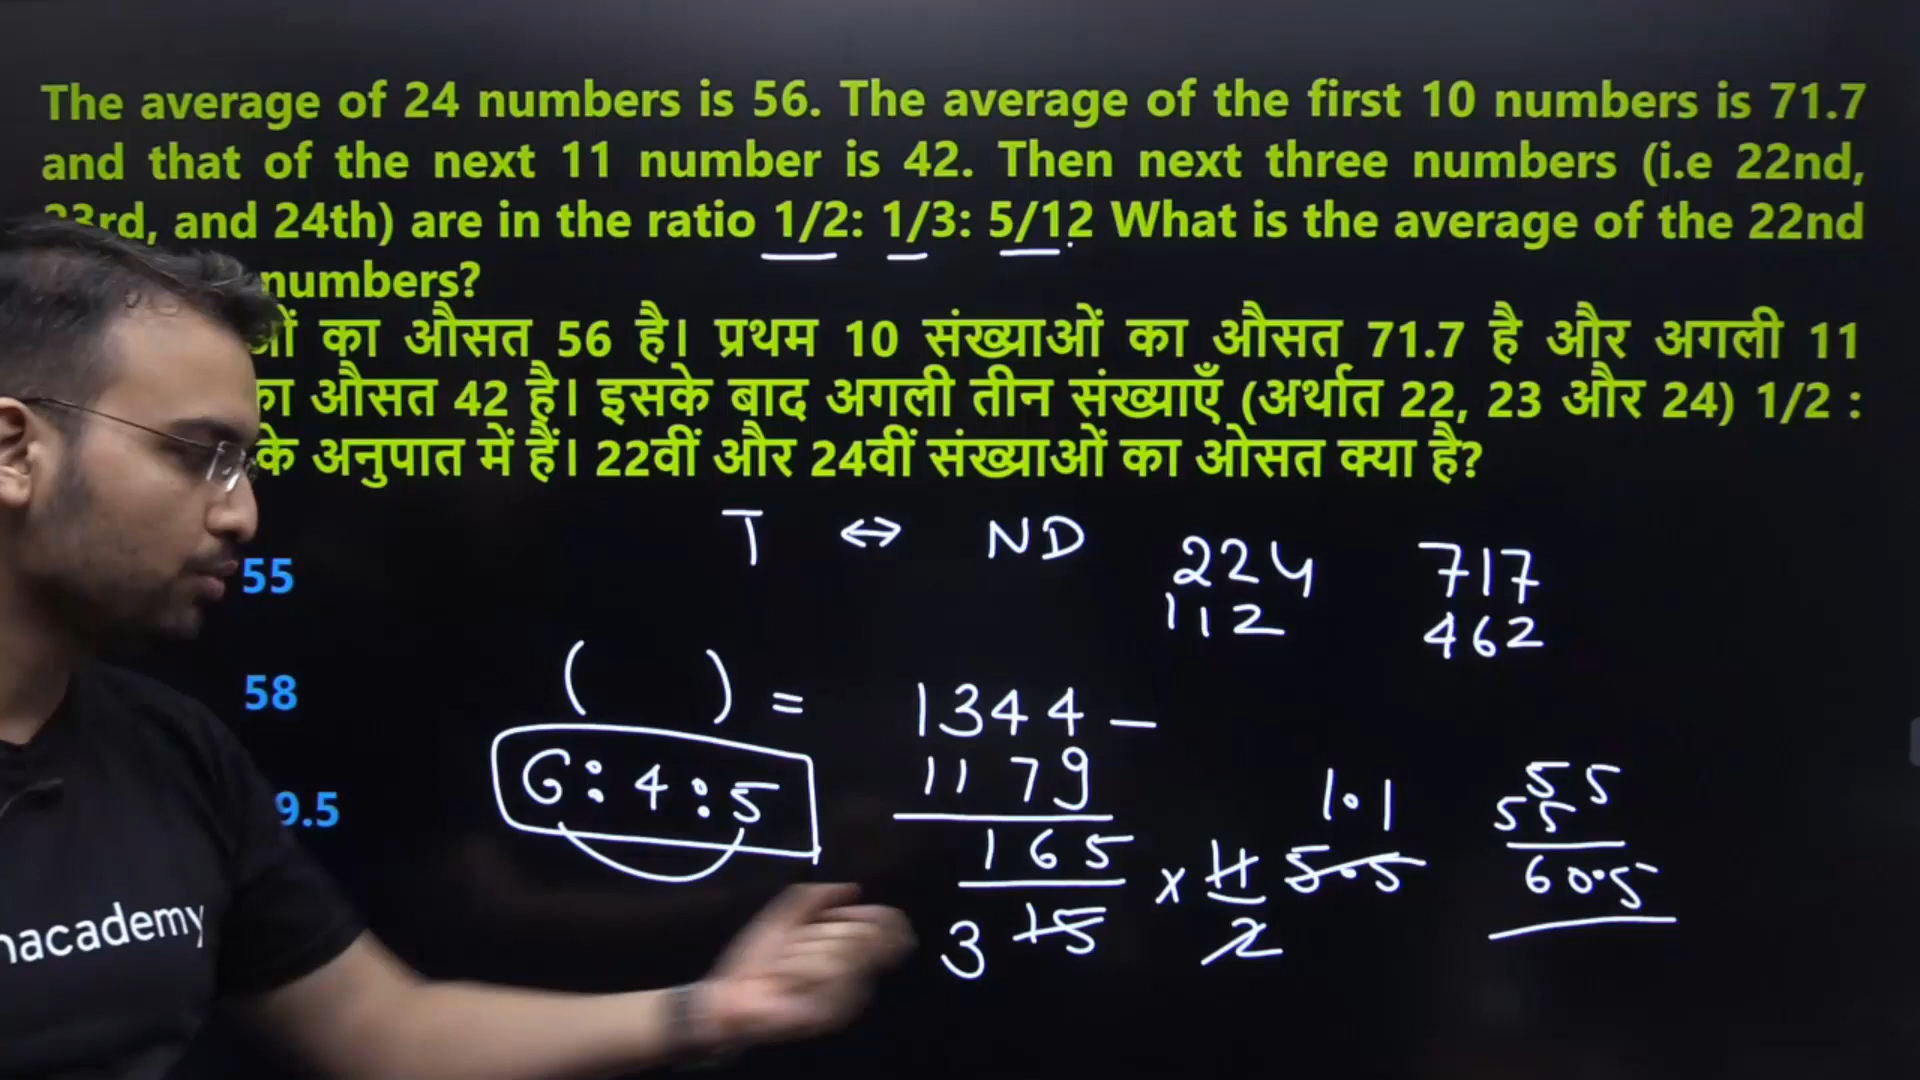 The average of 24 numbers is 56. The average of the first 10 numbers is 71.7
and that of the next 11 number is 42. Then next three numbers (i.e 22nd,
23rd, and 24th) are in the ratio 1/2: 1/3: 5/12 What is the average of the 22nd
numbers?
का औसत 56 है। प्रथम 10 संख्याओं का औसत 71.7 है और अगली 11
का औसत 42 है। इसके बाद अगली तीन संख्याएँ (अर्थात 22, 23 और 24) 1/2 :
के अनुपात में हैं। 22वीं और 24वीं संख्याओं का ओसत क्या है?
T ↔ ND 224 717
112 462
55
58
( ) = 1344 –
6:4:5 1179
9.5
1.1 55
55
165 × 11 5.5 60.5
3 15 2
nacademy